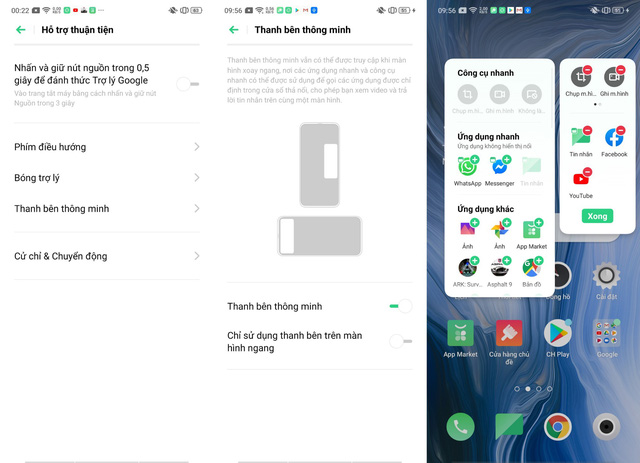 00:22
Hỗ trợ thuận tiện
Nhấn và giữ nút nguồn trong 0,5
giây để đánh thức Trợ lý Google
Vào trang tắt máy bằng cách nhấn và giữ nút
Nguồn trong 3 giây
Phím điều hướng
Bóng trợ lý
Thanh bên thông minh
Cử chỉ & Chuyển động
09:56
Thanh bên thông minh
Thanh bên thông minh vẫn có thể được truy cập khi màn
hình xoay ngang, nơi các ứng dụng nhanh và công cụ
nhanh có thể được sử dụng để gọi các ứng dụng được chỉ
định trong cửa sổ thả nổi, cho phép bạn xem video và trả
lời tin nhắn trên cùng một màn hình.
Thanh bên thông minh
Chỉ sử dụng thanh bên trên màn
hình ngang
09:56
Công cụ nhanh
Chụp m.hì...
Ghi m.hình
Không là...
Ứng dụng nhanh
Ứng dụng không hiển thị nổi
WhatsApp
Messenger
Tin nhắn
Ứng dụng khác
Ảnh
Ảnh
App Market
ARK: Surv...
Asphalt 9
Bản đồ
Chụp m.hì...
Ghi m.hình
Tin nhắn
Facebook
YouTube
Xong
Cài đặt
App Market
Cửa hàng chủ
đề
CH Play
Google